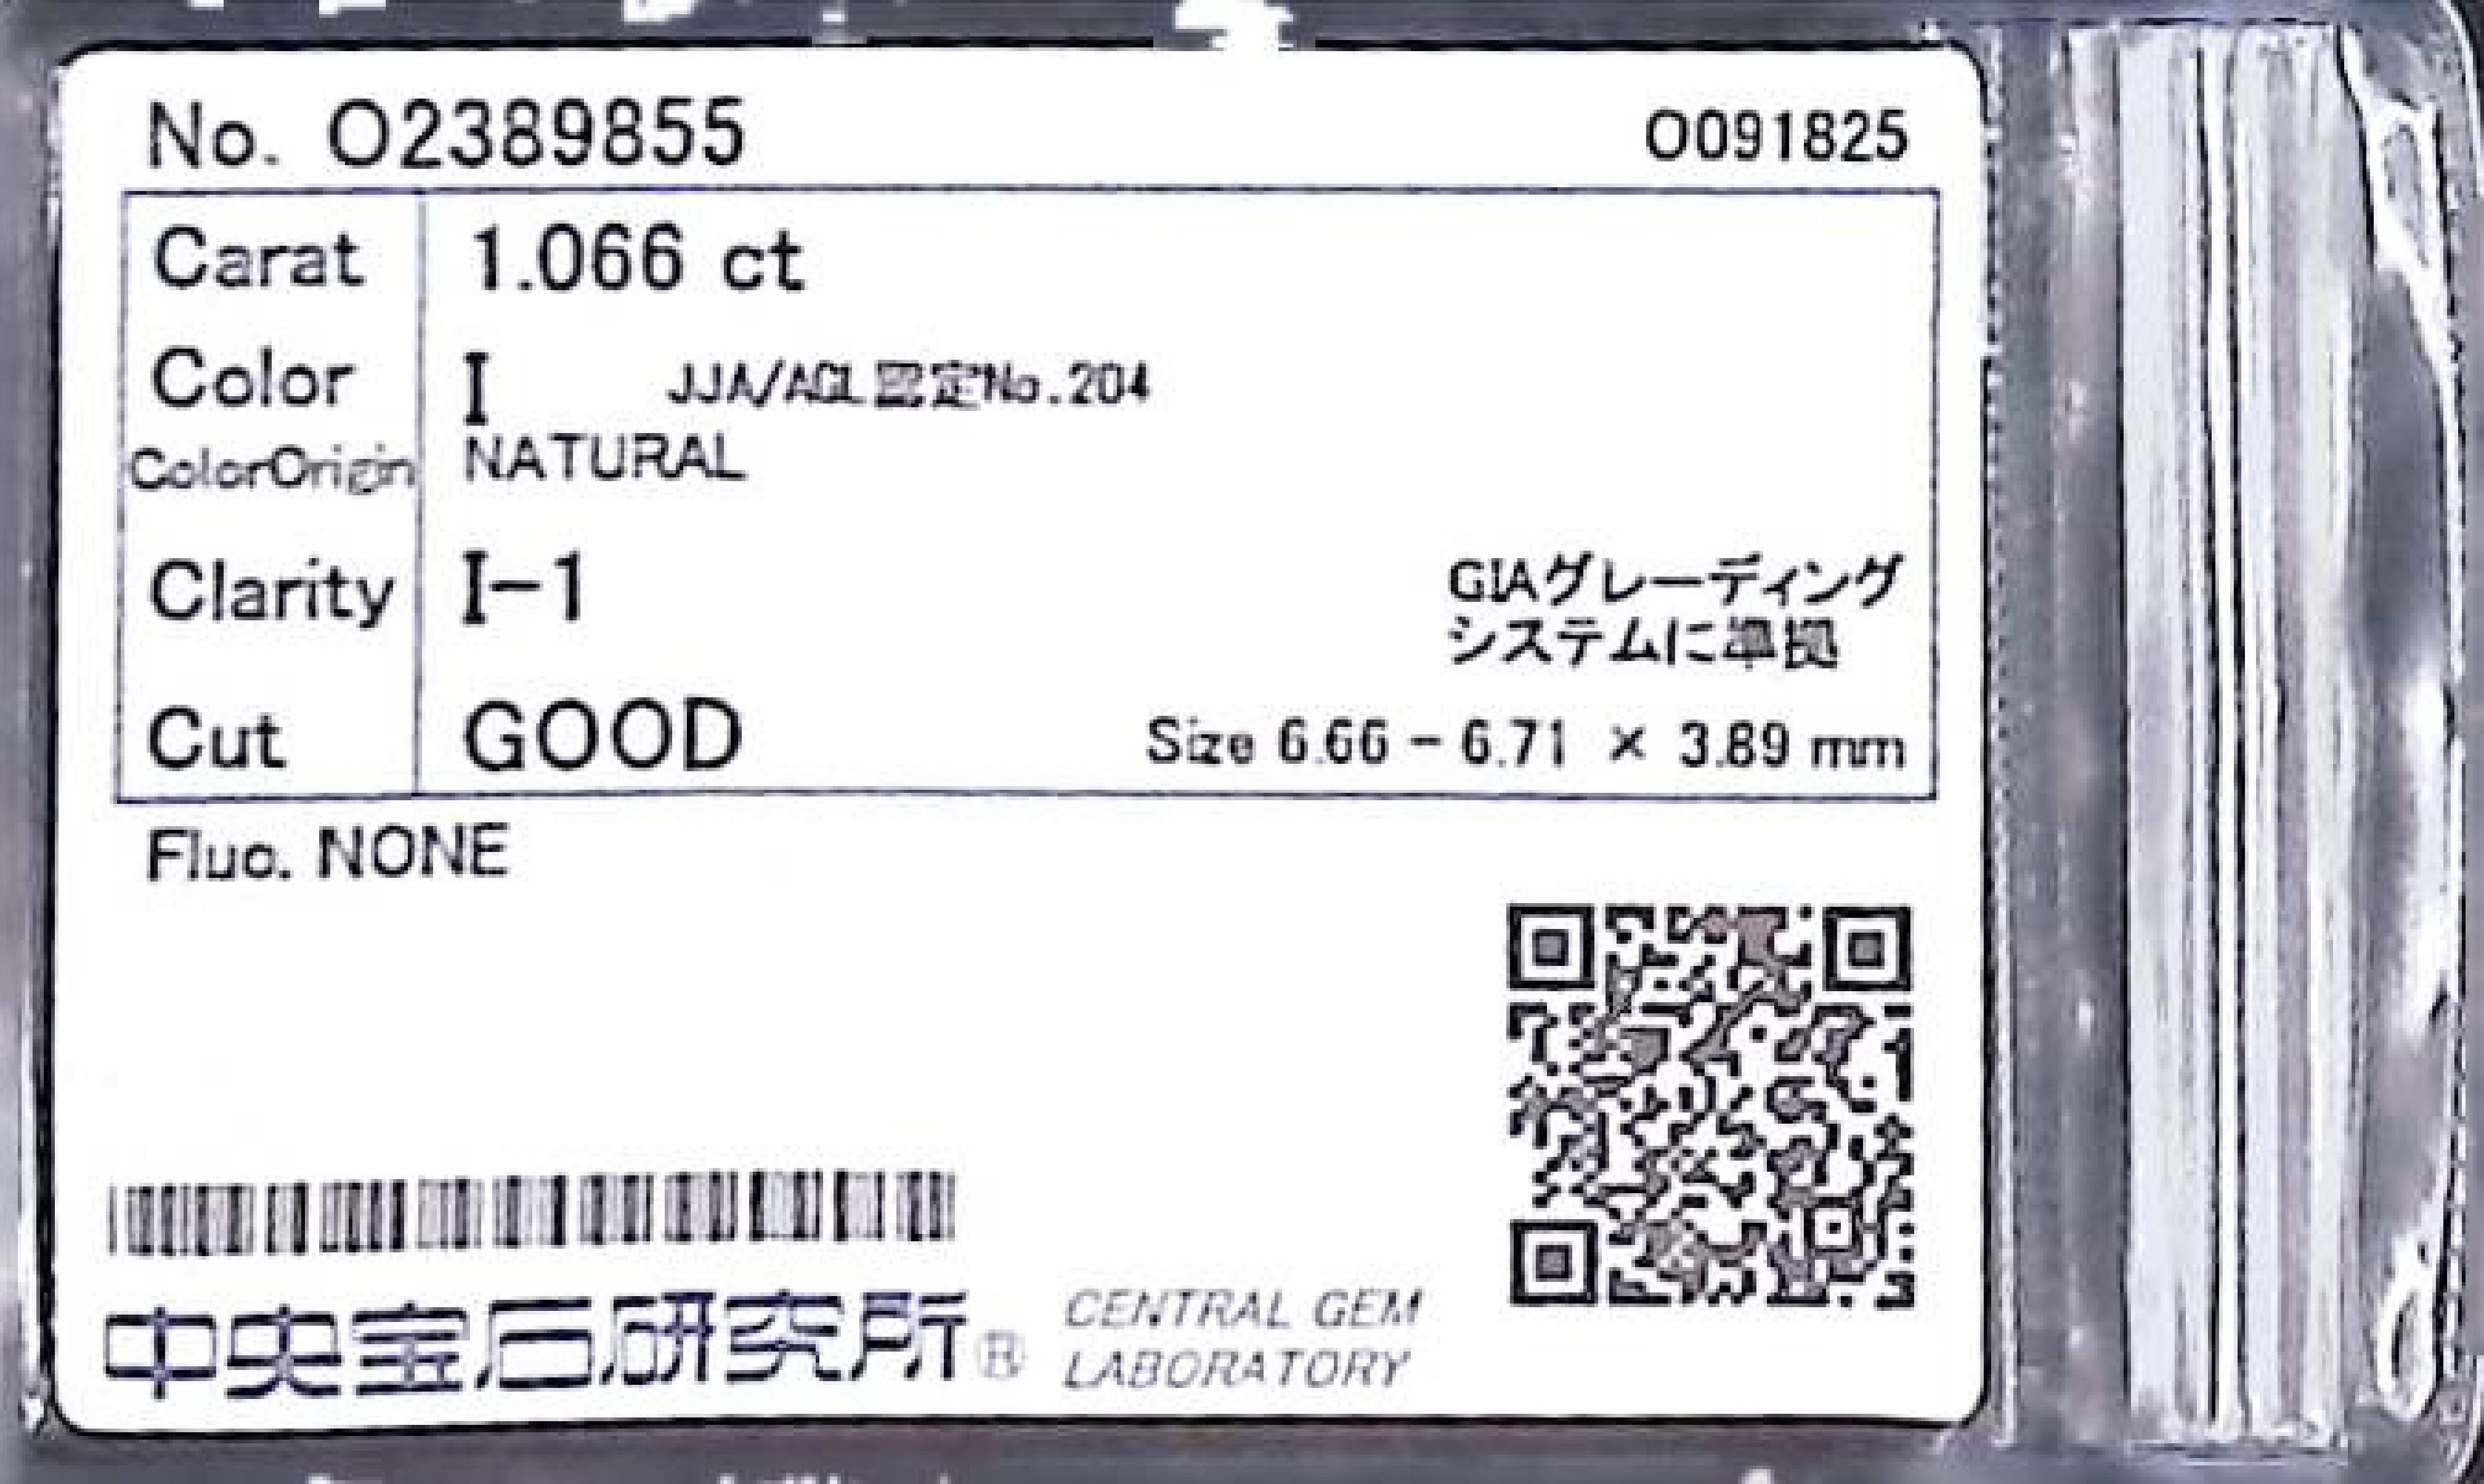 No. O2389855 O091825
Carat 1.066 ct
Color I JJA/AGL認定No.204
ColorOrigin NATURAL
Clarity I-1
GIAグレーディング
システムに準拠
Cut GOOD Size 6.66 - 6.71 × 3.89 mm
Fluo. NONE
中央宝石研究所® CENTRAL GEM
LABORATORY